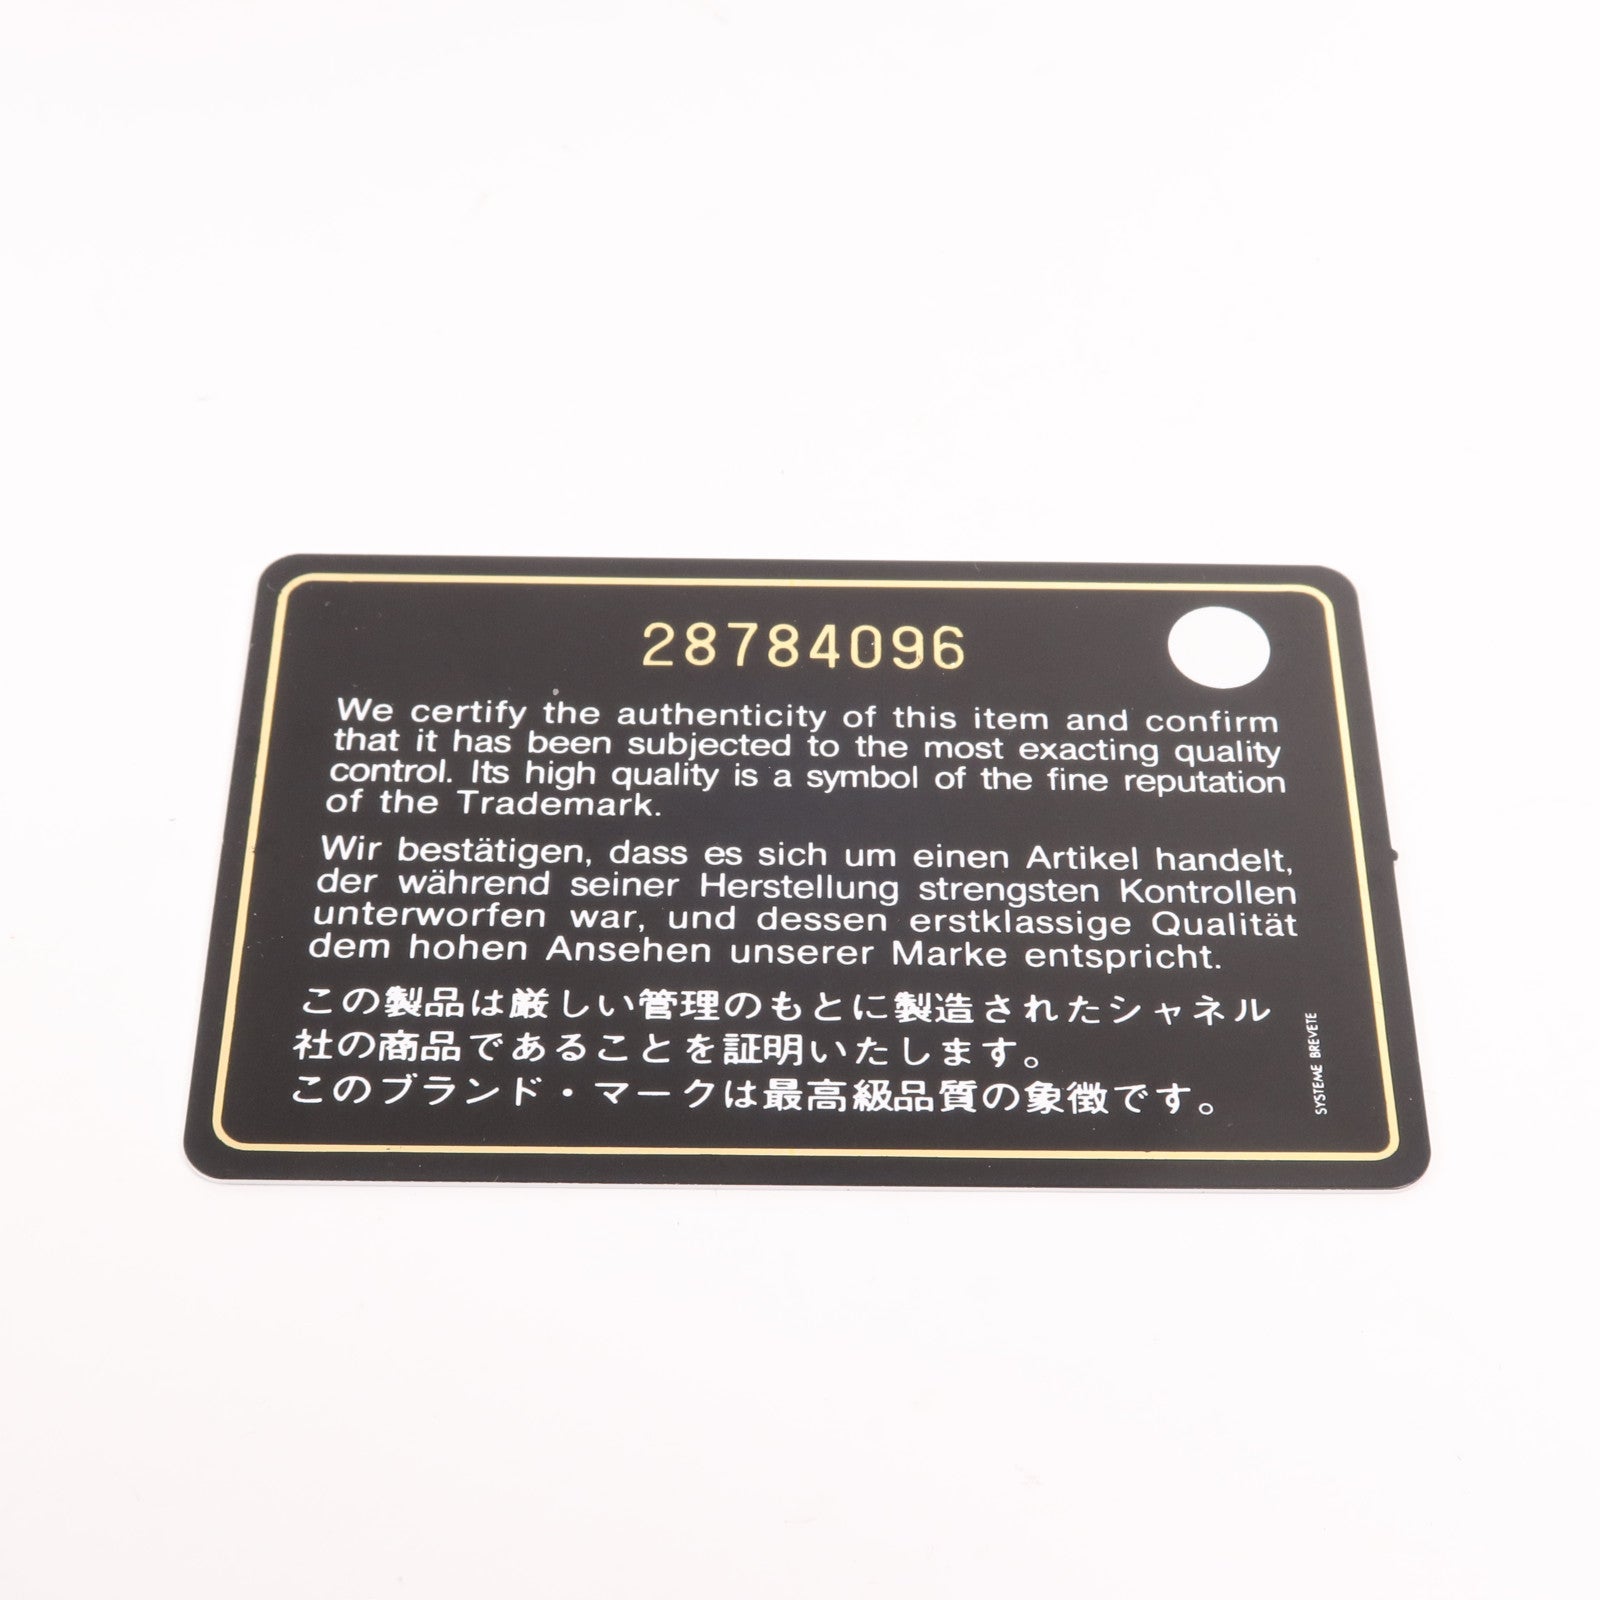 28784096
We certify the authenticity of this item and confirm
that it has been subjected to the most exacting quality
control. Its high quality is a symbol of the fine reputation
of the Trademark.
Wir bestätigen, dass es sich um einen Artikel handelt,
der während seiner Herstellung strengsten Kontrollen
unterworfen war, und dessen erstklassige Qualität
dem hohen Ansehen unserer Marke entspricht.
この製品は厳しい管理のもとに製造されたシャネル
社の商品であることを証明いたします。
このブランド・マークは最高級品質の象徴です。
SYSTEME BREVETE